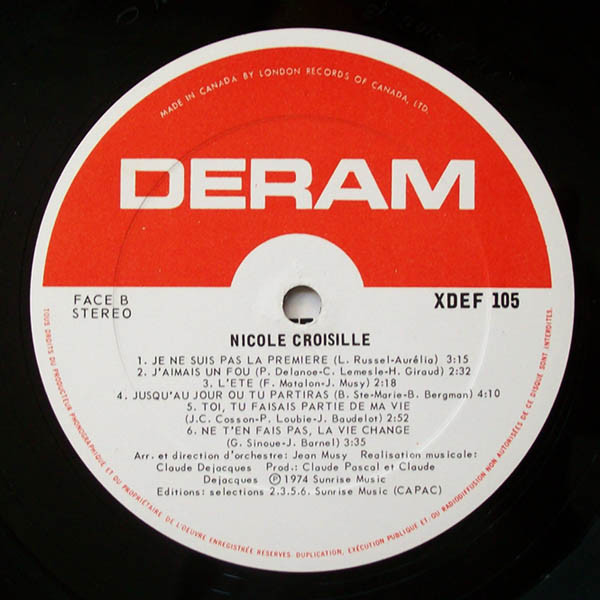 MADE IN CANADA BY LONDON RECORDS OF CANADA, LTD.
DERAM
FACE B
STEREO
XDEF 105
NICOLE CROISILLE
1. JE NE SUIS PAS LA PREMIERE (L. Russel-Aurélia) 3:15
2. J'AIMAIS UN FOU (P. Delanoe-C. Lemesle-H. Giraud) 2:32
3. L'ETE (F. Matalon-J. Musy) 2:18
4. JUSQU'AU JOUR OU TU PARTIRAS (B. Ste-Marie-B. Bergman) 4:10
5. TOI, TU FAISAIS PARTIE DE MA VIE
(J.C. Cosson-P. Loubie-J. Baudelot) 2:52
6. NE T'EN FAIS PAS, LA VIE CHANGE
(G. Sinoue-J. Barnel) 3:35
Arr. et direction d'orchestre: Jean Musy Realisation musicale:
Claude Dejacques Prod.: Claude Pascal et Claude
Dejacques Ⓟ 1974 Sunrise Music
Editions: selections 2.3.5.6. Sunrise Music (CAPAC)
TOUS DROITS DU PRODUCTEUR PHONOGRAPHIQUE ET DU PROPRIÉTAIRE DE L'OEUVRE ENREGISTRÉE RESERVES. DUPLICATION, EXÉCUTION PUBLIQUE ET/OU RADIODIFFUSION NON AUTORISÉES DE CE DISQUE SONT INTERDITES.